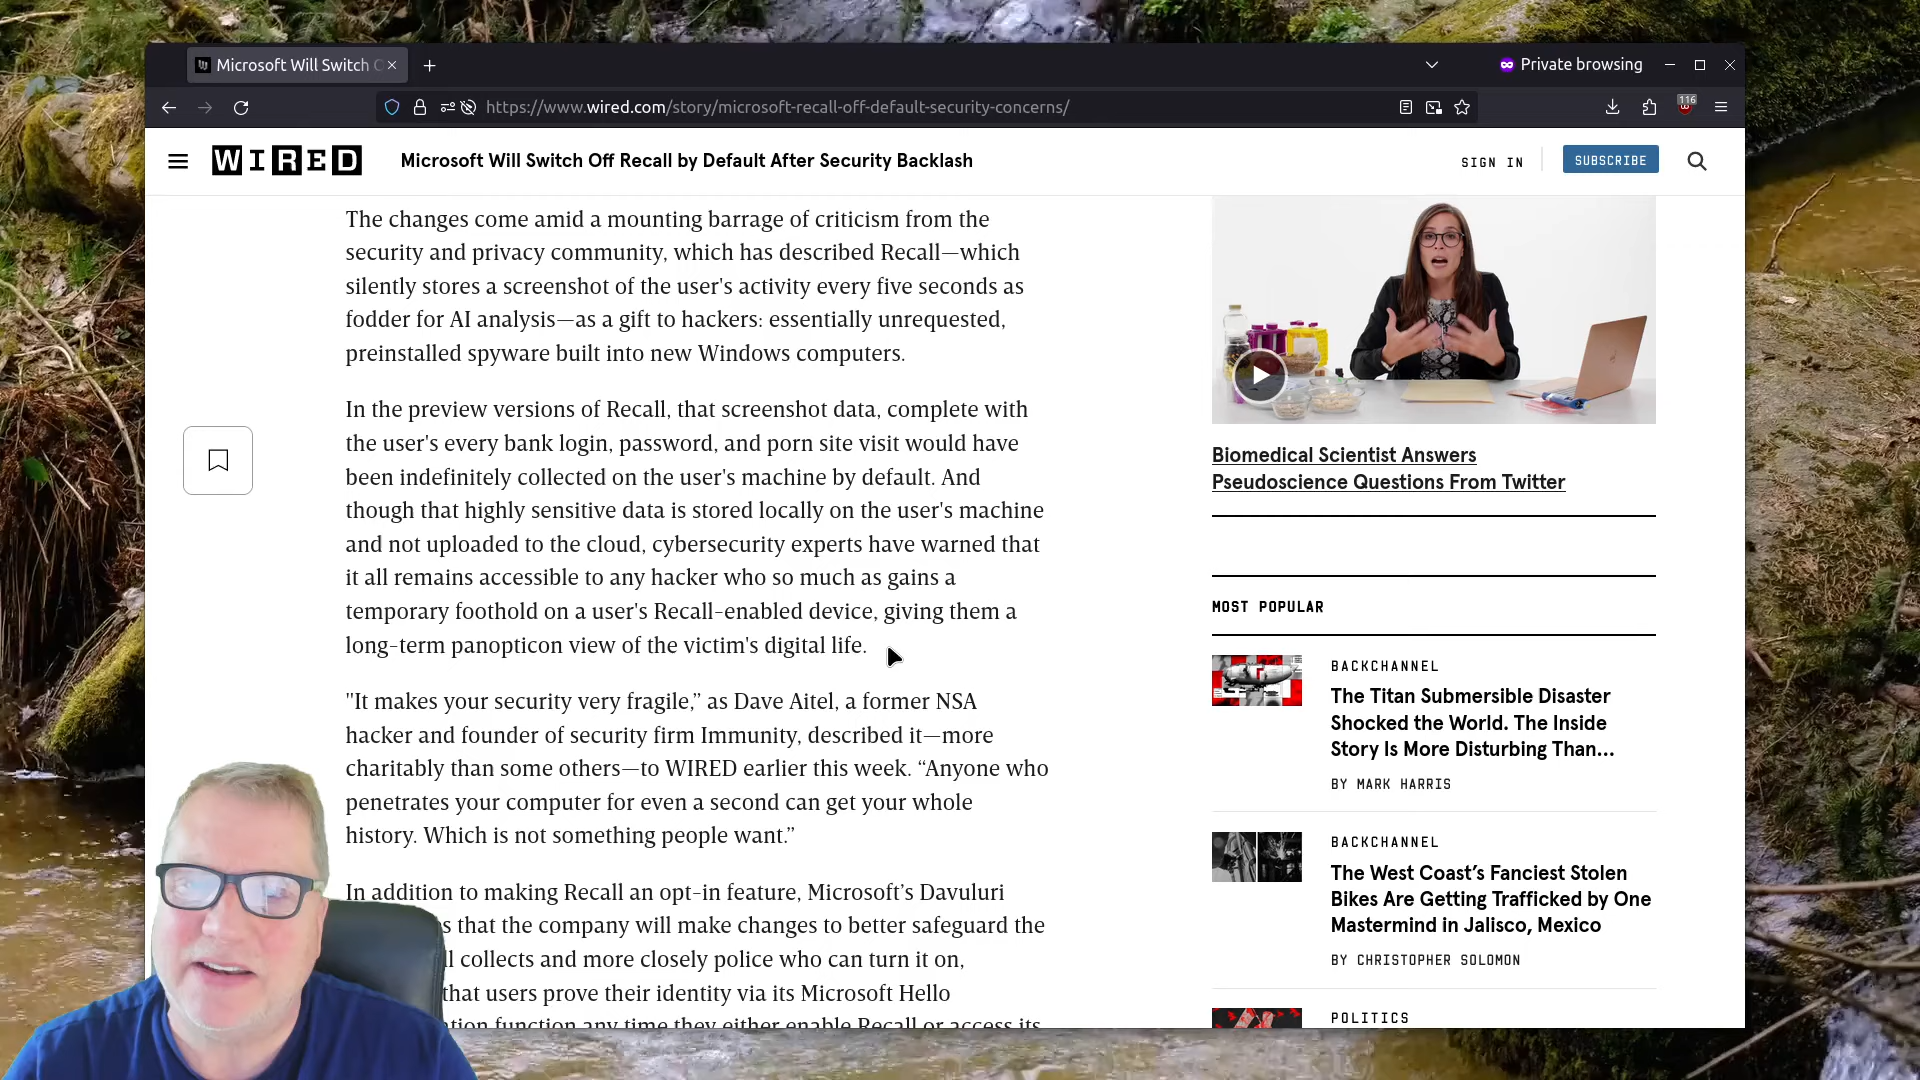 Microsoft Will Switch
Private browsing
https://www.wired.com/story/microsoft-recall-off-default-security-concerns/
116
WIRED
Microsoft Will Switch Off Recall by Default After Security Backlash
SIGN IN
SUBSCRIBE
The changes come amid a mounting barrage of criticism from the
security and privacy community, which has described Recall—which
silently stores a screenshot of the user's activity every five seconds as
fodder for AI analysis—as a gift to hackers: essentially unrequested,
preinstalled spyware built into new Windows computers.
In the preview versions of Recall, that screenshot data, complete with
the user's every bank login, password, and porn site visit would have
been indefinitely collected on the user's machine by default. And
though that highly sensitive data is stored locally on the user's machine
and not uploaded to the cloud, cybersecurity experts have warned that
it all remains accessible to any hacker who so much as gains a
temporary foothold on a user's Recall-enabled device, giving them a
long-term panopticon view of the victim's digital life.
"It makes your security very fragile,” as Dave Aitel, a former NSA
hacker and founder of security firm Immunity, described it—more
charitably than some others—to WIRED earlier this week. “Anyone who
penetrates your computer for even a second can get your whole
history. Which is not something people want.”
In addition to making Recall an opt-in feature, Microsoft’s Davuluri
that the company will make changes to better safeguard the
collects and more closely police who can turn it on,
that users prove their identity via its Microsoft Hello
function any time they either enable Recall or access its
Biomedical Scientist Answers
Pseudoscience Questions From Twitter
MOST POPULAR
BACKCHANNEL
The Titan Submersible Disaster
Shocked the World. The Inside
Story Is More Disturbing Than...
BY MARK HARRIS
BACKCHANNEL
The West Coast’s Fanciest Stolen
Bikes Are Getting Trafficked by One
Mastermind in Jalisco, Mexico
BY CHRISTOPHER SOLOMON
POLITICS